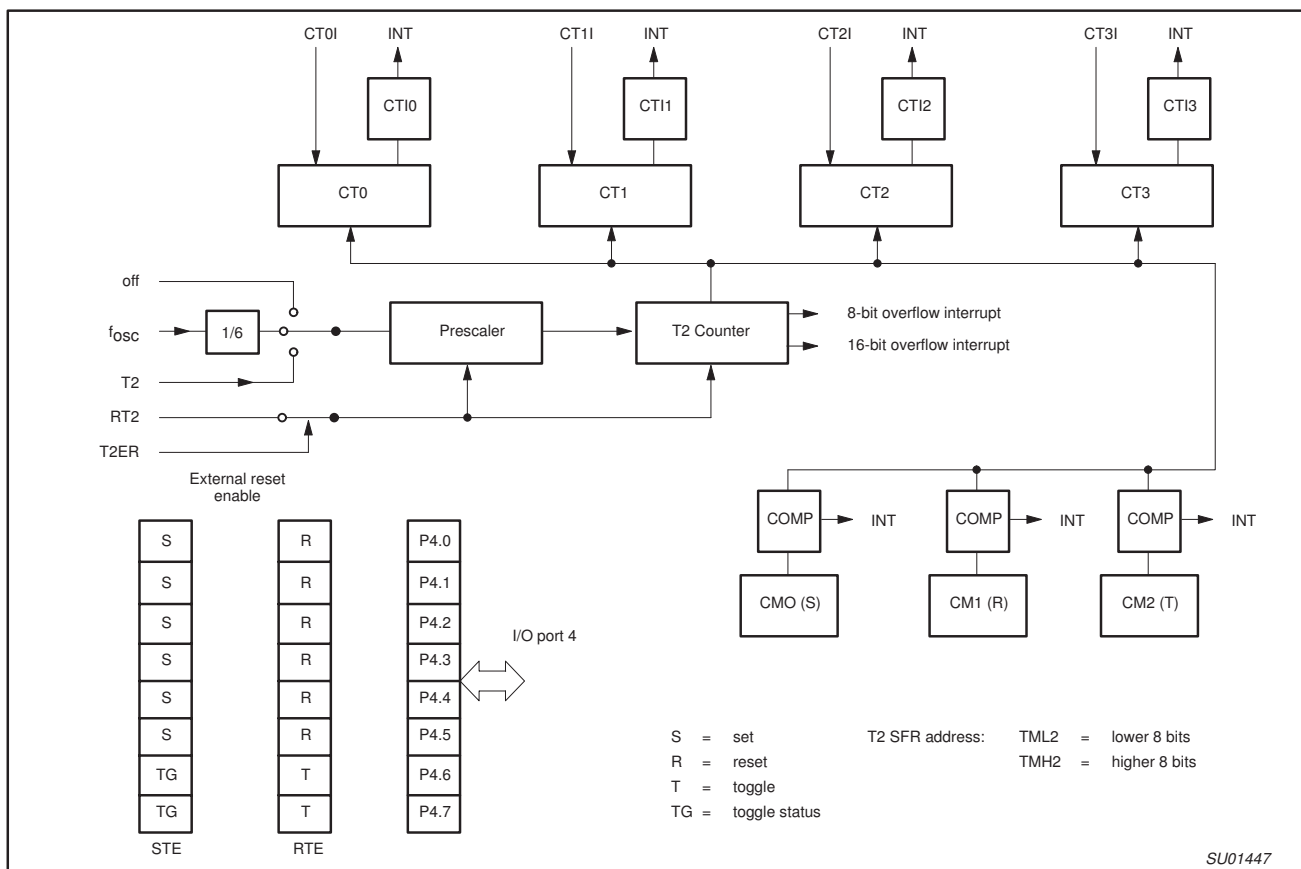 CT0I INT CT1I INT CT2I INT CT3I INT
CTI0 CTI1 CTI2 CTI3
CT0 CT1 CT2 CT3
off
fosc 1/6 Prescaler T2 Counter 8-bit overflow interrupt
16-bit overflow interrupt
T2
RT2
T2ER
External reset
enable
COMP INT COMP INT COMP INT
CMO (S) CM1 (R) CM2 (T)
S R P4.0
S R P4.1
S R P4.2
S R P4.3
S R P4.4
S R P4.5
TG T P4.6
TG T P4.7
STE RTE
I/O port 4
S = set
R = reset
T = toggle
TG = toggle status
T2 SFR address: TML2 = lower 8 bits
TMH2 = higher 8 bits
SU01447